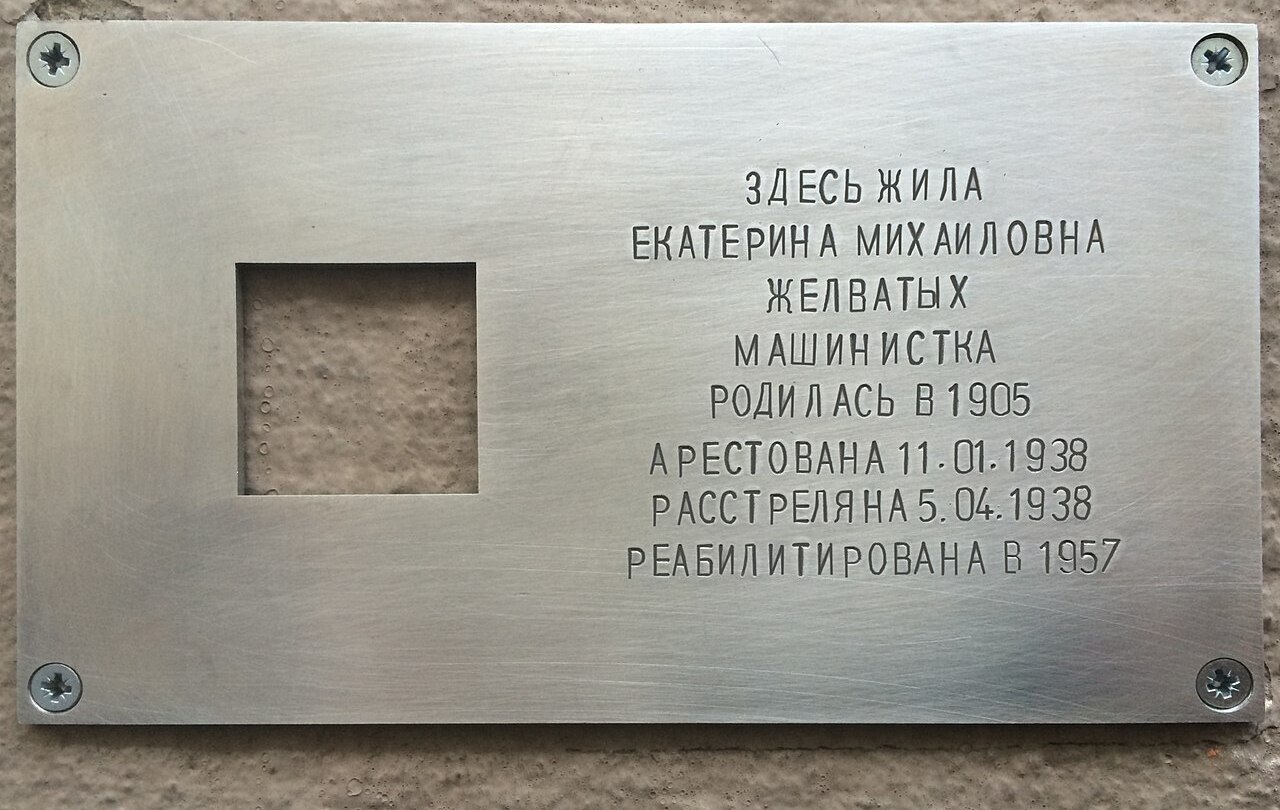 ЗДЕСЬ ЖИЛА
ЕКАТЕРИНА МИХАИЛОВНА
ЖЕЛВАТЫХ
МАШИНИСТКА
РОДИЛАСЬ В 1905
АРЕСТОВАНА 11.01.1938
РАССТРЕЛЯНА 5.04.1938
РЕАБИЛИТИРОВАНА В 1957